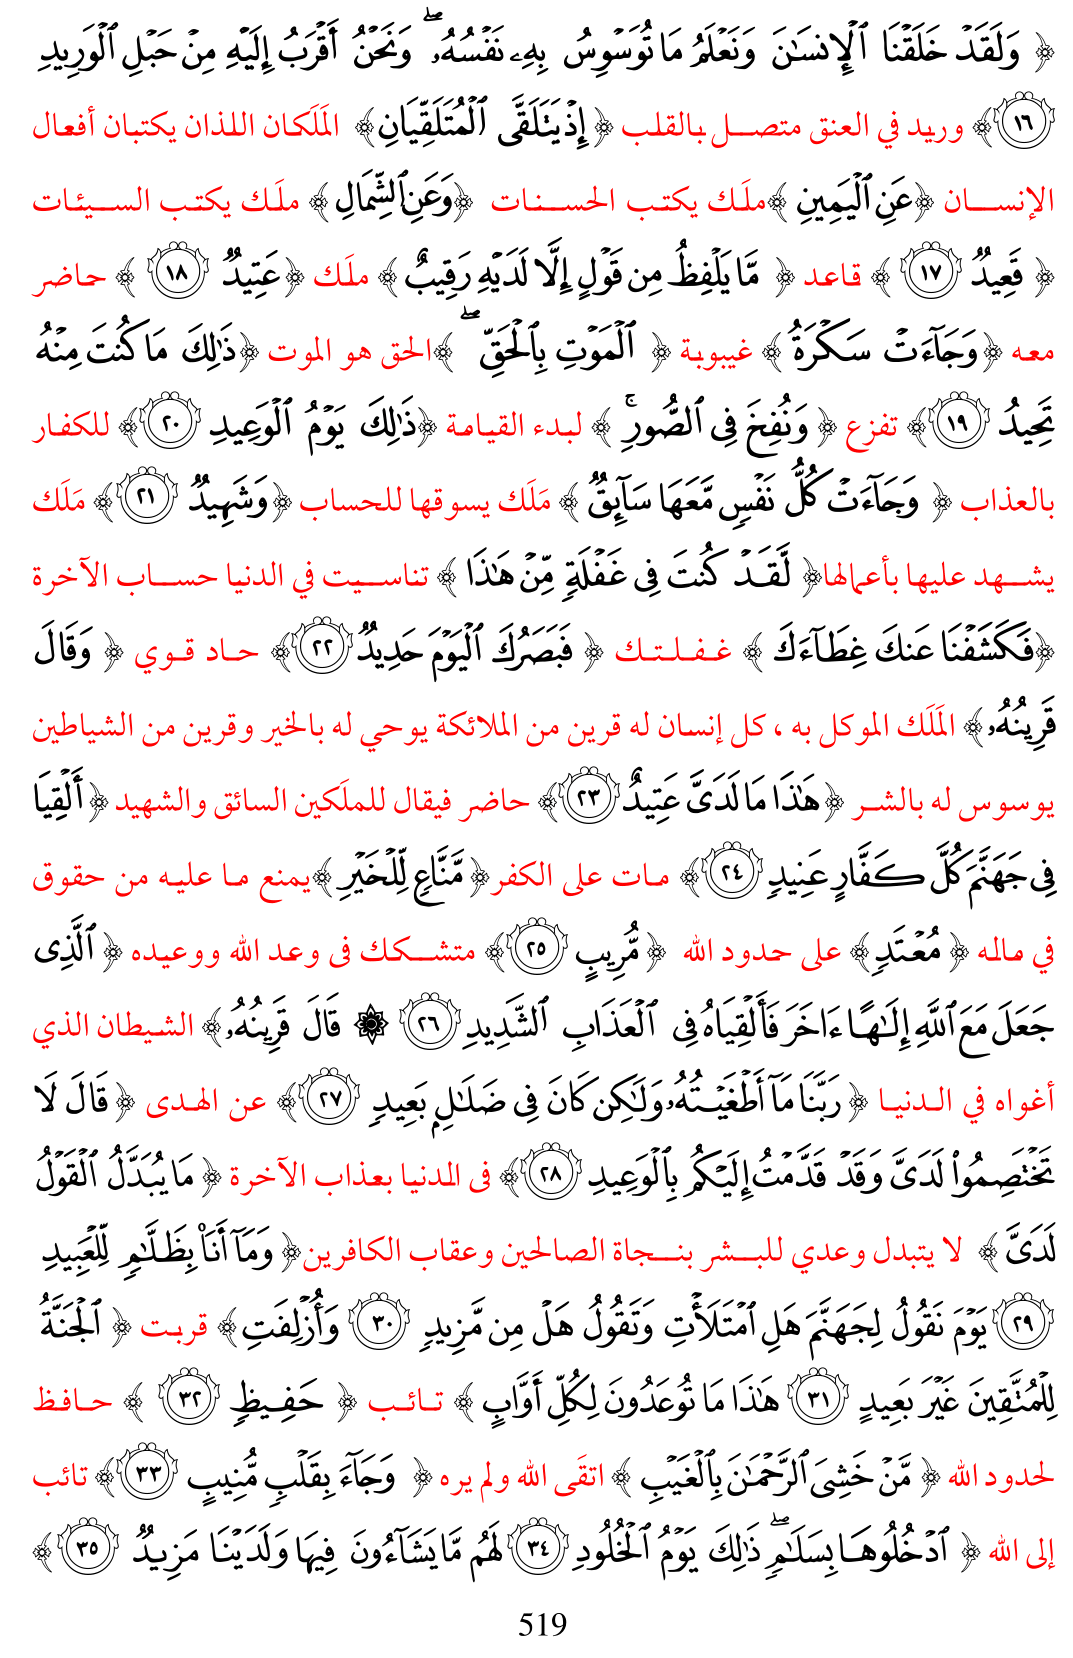 ﴿ وَلَقَدۡ خَلَقۡنَا ٱلۡإِنسَـٰنَ وَنَعۡلَمُ مَا تُوَسۡوِسُ بِهِۦ نَفۡسُهُۥۖ وَنَحۡنُ أَقۡرَبُ إِلَيۡهِ مِنۡ حَبۡلِ ٱلۡوَرِيدِ
١٦ ﴾ وريد في العنق متصل بالقلب ﴿ إِذۡ يَتَلَقَّى ٱلۡمُتَلَقِّيَانِ ﴾ المَلَكان اللذان يكتبان أفعال
الإنسان ﴿ عَنِ ٱلۡيَمِينِ ﴾ ملَك يكتب الحسنات ﴿ وَعَنِ ٱلشِّمَالِ ﴾ ملَك يكتب السيئات
﴿ قَعِيدٌ ١٧ ﴾ قاعد ﴿ مَّا يَلۡفِظُ مِن قَوۡلٍ إِلَّا لَدَيۡهِ رَقِيبٌ ﴾ ملَك ﴿ عَتِيدٌ ١٨ ﴾ حاضر
معه ﴿ وَجَآءَتۡ سَكۡرَةُ ﴾ غيبوبة ﴿ ٱلۡمَوۡتِ بِٱلۡحَقِّۖ ﴾ الحق هو الموت ﴿ ذَٰلِكَ مَا كُنتَ مِنۡهُ
تَحِيدُ ١٩ ﴾ تفزع ﴿ وَنُفِخَ فِى ٱلصُّورِۚ ﴾ لبدء القيامة ﴿ ذَٰلِكَ يَوۡمُ ٱلۡوَعِيدِ ٢٠ ﴾ للكفار
بالعذاب ﴿ وَجَآءَتۡ كُلُّ نَفۡسٍ مَّعَهَا سَآئِقٌ ﴾ مَلَك يسوقها للحساب ﴿ وَشَهِيدٌ ٢١ ﴾ مَلَك
يشهد عليها بأعمالها ﴿ لَّقَدۡ كُنتَ فِى غَفۡلَةٍ مِّنۡ هَـٰذَا ﴾ تناسيت في الدنيا حساب الآخرة
﴿ فَكَشَفۡنَا عَنكَ غِطَآءَكَ ﴾ غفلتك ﴿ فَبَصَرُكَ ٱلۡيَوۡمَ حَدِيدٌ ٢٢ ﴾ حاد قوي ﴿ وَقَالَ
قَرِينُهُۥ ﴾ المَلَك الموكل به ، كل إنسان له قرين من الملائكة يوحي له بالخير وقرين من الشياطين
يوسوس له بالشر ﴿ هَـٰذَا مَا لَدَىَّ عَتِيدٌ ٢٣ ﴾ حاضر فيقال للملَكين السائق والشهيد ﴿ أَلۡقِيَا
فِى جَهَنَّمَ كُلَّ كَفَّارٍ عَنِيدٍ ٢٤ ﴾ مات على الكفر ﴿ مَّنَّاعٍ لِّلۡخَيۡرِ ﴾ يمنع ما عليه من حقوق
في ماله ﴿ مُعۡتَدٍ ﴾ على حدود الله ﴿ مُّرِيبٍ ٢٥ ﴾ متشكك فى وعد الله ووعيده ﴿ ٱلَّذِى
جَعَلَ مَعَ ٱللَّهِ إِلَـٰهًا ءَاخَرَ فَأَلۡقِيَاهُ فِى ٱلۡعَذَابِ ٱلشَّدِيدِ ٢٦ ۞ قَالَ قَرِينُهُۥ ﴾ الشيطان الذي
أغواه في الدنيا ﴿ رَبَّنَا مَآ أَطۡغَيۡتُهُۥ وَلَـٰكِن كَانَ فِى ضَلَـٰلٍ بَعِيدٍ ٢٧ ﴾ عن الهدى ﴿ قَالَ لَا
تَخۡتَصِمُوا۟ لَدَىَّ وَقَدۡ قَدَّمۡتُ إِلَيۡكُم بِٱلۡوَعِيدِ ٢٨ ﴾ فى الدنيا بعذاب الآخرة ﴿ مَا يُبَدَّلُ ٱلۡقَوۡلُ
لَدَىَّ ﴾ لا يتبدل وعدي للبشر بنجاة الصالحين وعقاب الكافرين ﴿ وَمَآ أَنَا۠ بِظَلَّـٰمٍ لِّلۡعَبِيدِ
٢٩ يَوۡمَ نَقُولُ لِجَهَنَّمَ هَلِ ٱمۡتَلَأۡتِ وَتَقُولُ هَلۡ مِن مَّزِيدٍ ٣٠ وَأُزۡلِفَتِ ﴾ قربت ﴿ ٱلۡجَنَّةُ
لِلۡمُتَّقِينَ غَيۡرَ بَعِيدٍ ٣١ هَـٰذَا مَا تُوعَدُونَ لِكُلِّ أَوَّابٍ ﴾ تائب ﴿ حَفِيظٍ ٣٢ ﴾ حافظ
لحدود الله ﴿ مَّنۡ خَشِىَ ٱلرَّحۡمَـٰنَ بِٱلۡغَيۡبِ ﴾ اتقَى الله ولم يره ﴿ وَجَآءَ بِقَلۡبٍ مُّنِيبٍ ٣٣ ﴾ تائب
إلى الله ﴿ ٱدۡخُلُوهَا بِسَلَـٰمٍۖ ذَٰلِكَ يَوۡمُ ٱلۡخُلُودِ ٣٤ لَهُم مَّا يَشَآءُونَ فِيهَا وَلَدَيۡنَا مَزِيدٌ ٣٥ ﴾
519